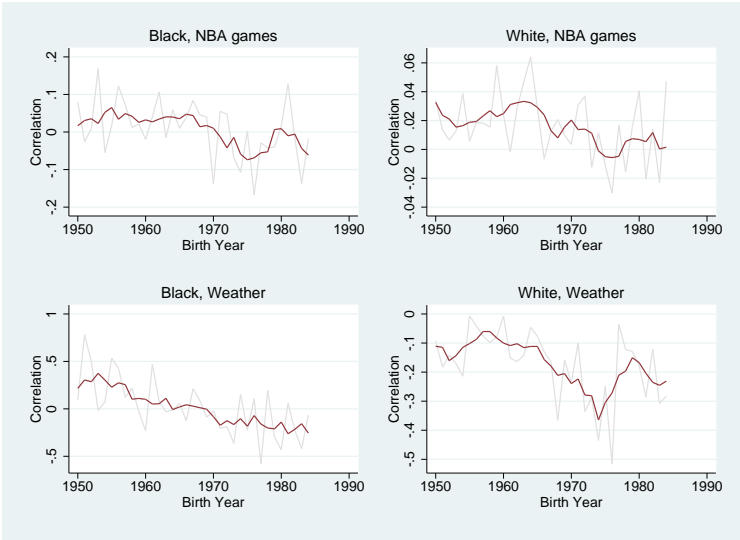 Black, NBA games
.2
.1
0
-.1
-.2
Correlation
1950 1960 1970 1980 1990
Birth Year
White, NBA games
.06
.04
.02
0
-.02
-.04
Correlation
1950 1960 1970 1980 1990
Birth Year
Black, Weather
1
.5
0
-.5
Correlation
1950 1960 1970 1980 1990
Birth Year
White, Weather
0
-.1
-.2
-.3
-.4
-.5
Correlation
1950 1960 1970 1980 1990
Birth Year